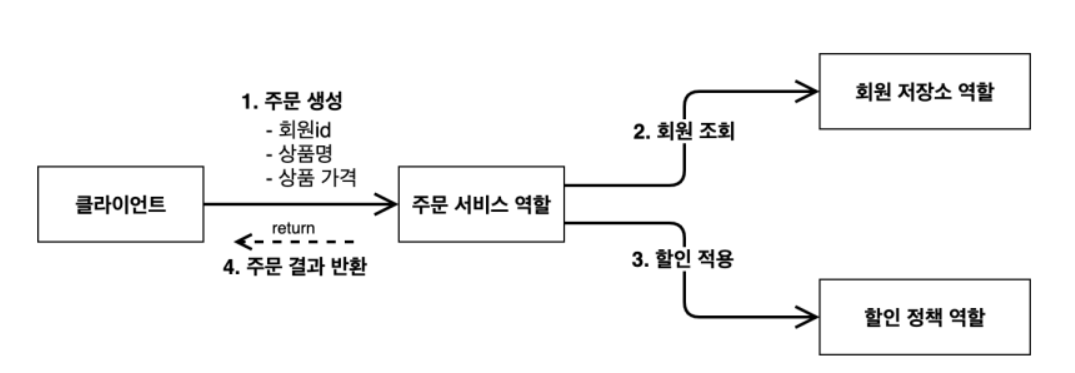 클라이언트
1. 주문 생성
- 회원id
- 상품명
- 상품 가격
return
4. 주문 결과 반환
주문 서비스 역할
2. 회원 조회
회원 저장소 역할
3. 할인 적용
할인 정책 역할